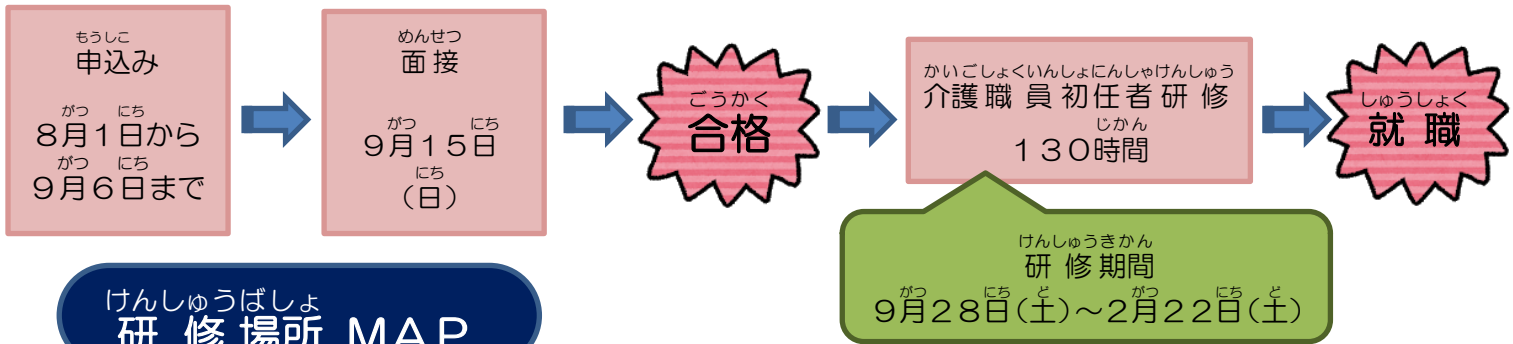 もうしこ
申込み
がつ にち
８月１日から
がつ にち
９月６日まで
めんせつ
面接
がつ にち
９月１５日
にち
（日）
ごうかく
合格
かいごしょくいんしょにんしゃけんしゅう
介護職員初任者研修
じかん
１３０時間
しゅうしょく
就職
けんしゅうきかん
研修期間
がつ にち ど がつ にち ど
９月２８日（土）～２月２２日（土）
けんしゅうばしょ
研修場所 ＭＡＰ